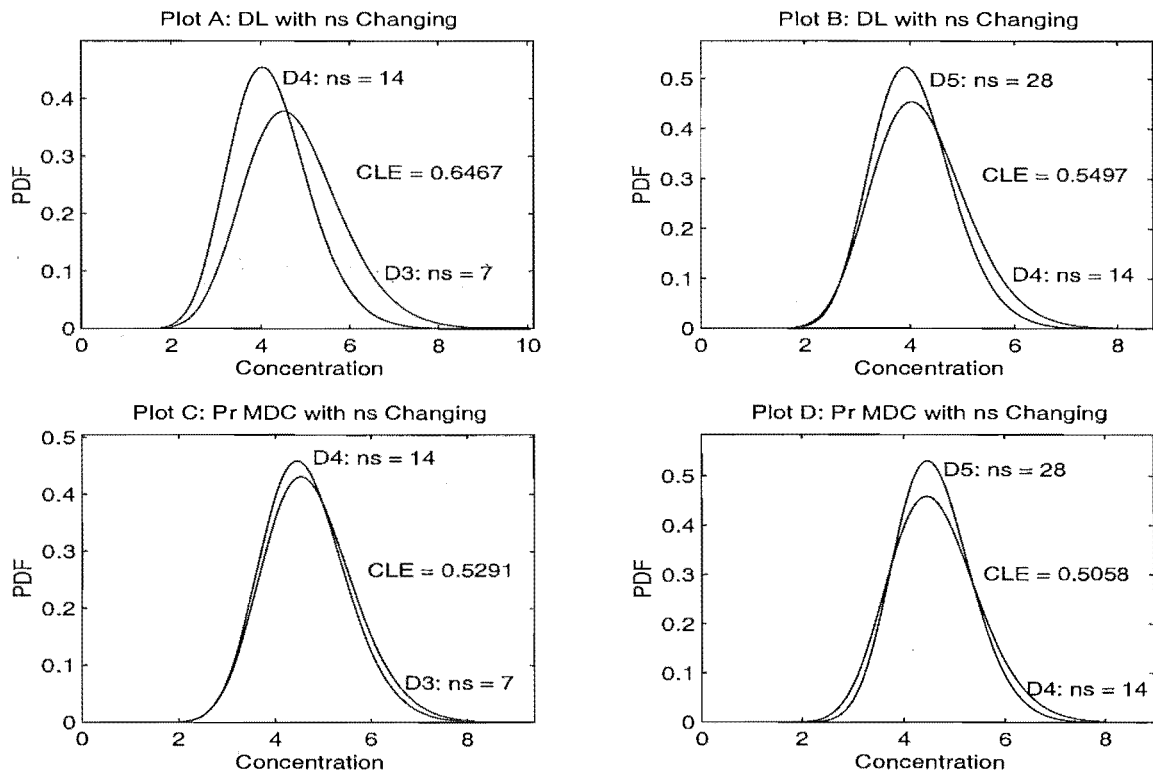 Plot A: DL with ns Changing
0.4
0.3
0.2
0.1
0
PDF
D4: ns = 14
CLE = 0.6467
D3: ns = 7
0 2 4 6 8 10
Concentration
Plot B: DL with ns Changing
0.5
0.4
0.3
0.2
0.1
0
PDF
D5: ns = 28
CLE = 0.5497
D4: ns = 14
0 2 4 6 8
Concentration
Plot C: Pr MDC with ns Changing
0.5
0.4
0.3
0.2
0.1
0
PDF
D4: ns = 14
CLE = 0.5291
D3: ns = 7
0 2 4 6 8
Concentration
Plot D: Pr MDC with ns Changing
0.5
0.4
0.3
0.2
0.1
0
PDF
D5: ns = 28
CLE = 0.5058
D4: ns = 14
0 2 4 6 8
Concentration